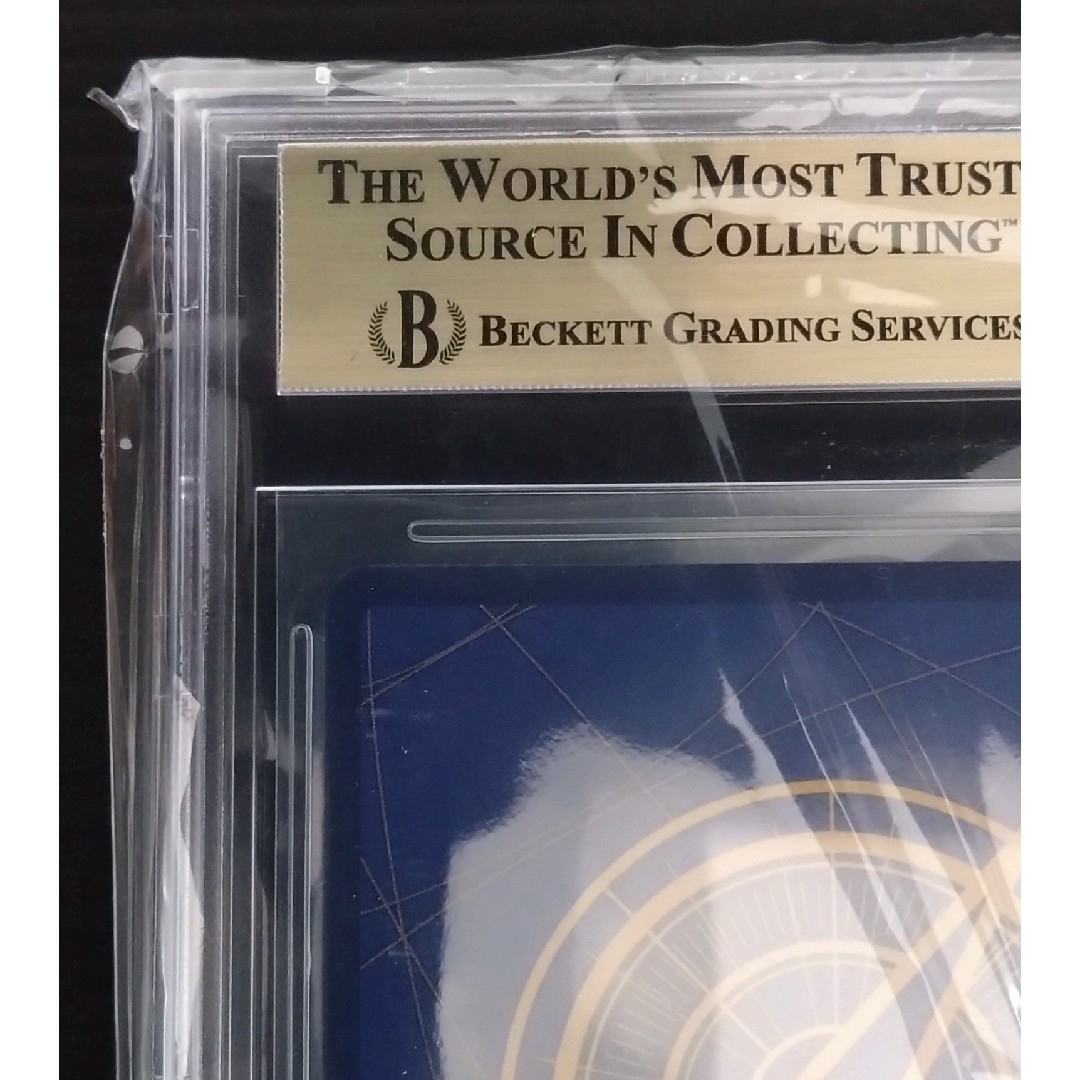 THE WORLD'S MOST TRUST
SOURCE IN COLLECTING™
B BECKETT GRADING SERVICES